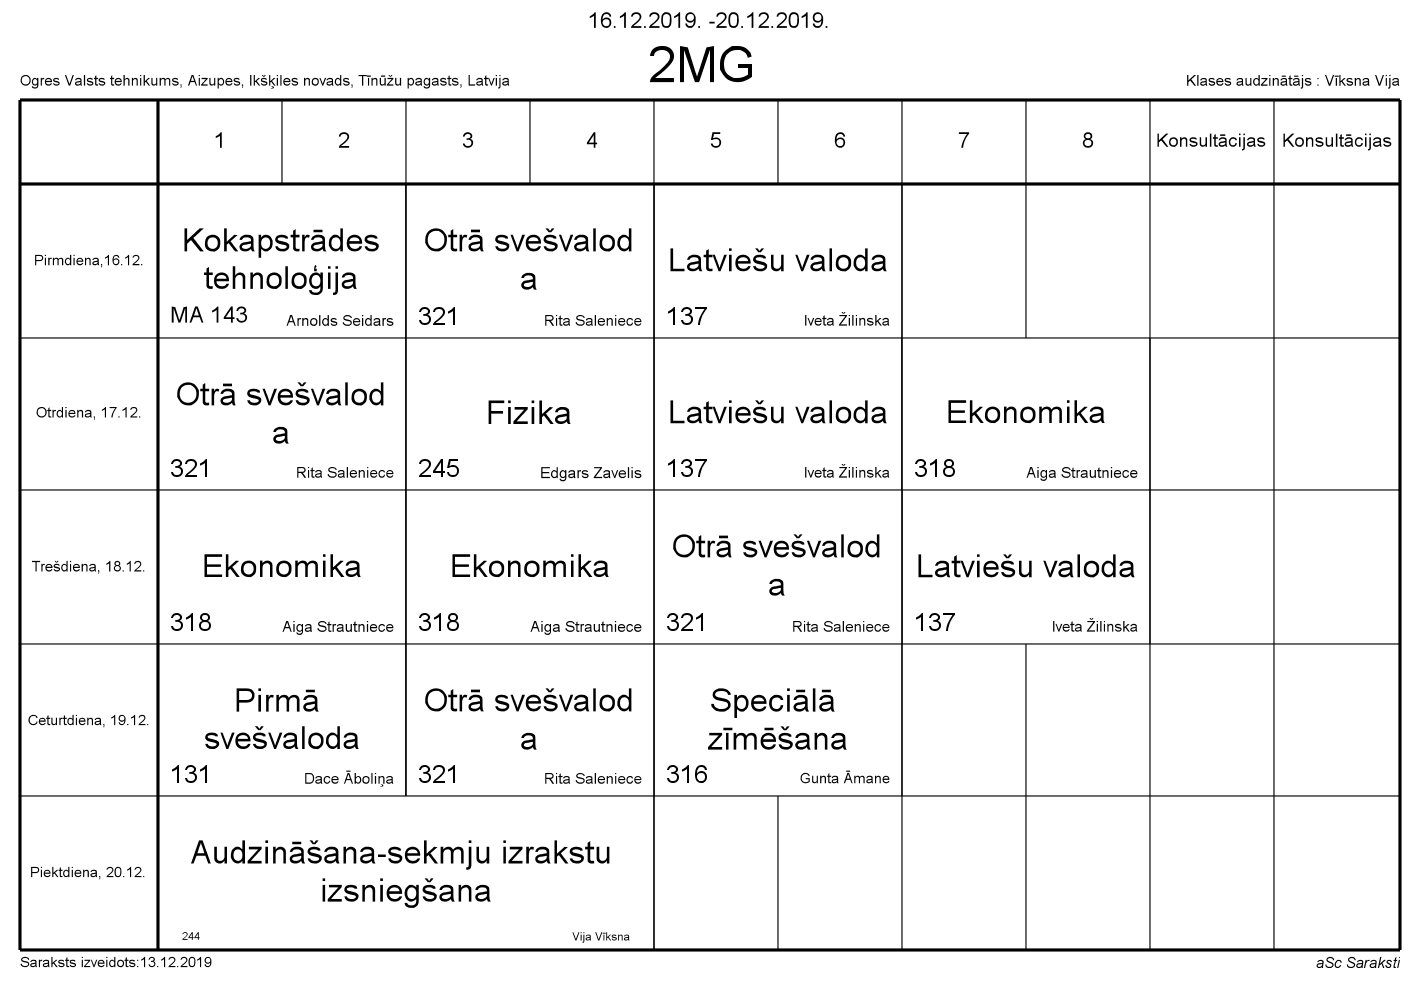 16.12.2019. -20.12.2019.
2MG
Ogres Valsts tehnikums, Aizupes, Ikšķiles novads, Tīnūžu pagasts, Latvija
Klases audzinātājs : Vīksna Vija
1 2 3 4 5 6 7 8 Konsultācijas Konsultācijas
Pirmdiena,16.12.
Kokapstrādes
tehnoloģija
MA 143 Arnolds Seidars
Otrā svešvalod
a
321 Rita Saleniece
Latviešu valoda
137 Iveta Žilinska
Otrdiena, 17.12.
Otrā svešvalod
a
321 Rita Saleniece
Fizika
245 Edgars Zavelis
Latviešu valoda
137 Iveta Žilinska
Ekonomika
318 Aiga Strautniece
Trešdiena, 18.12.
Ekonomika
318 Aiga Strautniece
Ekonomika
318 Aiga Strautniece
Otrā svešvalod
a
321 Rita Saleniece
Latviešu valoda
137 Iveta Žilinska
Ceturtdiena, 19.12.
Pirmā
svešvaloda
131 Dace Āboliņa
Otrā svešvalod
a
321 Rita Saleniece
Speciālā
zīmēšana
316 Gunta Āmane
Piektdiena, 20.12.
Audzināšana-sekmju izrakstu
izsniegšana
244 Vija Vīksna
Saraksts izveidots:13.12.2019
aSc Saraksti